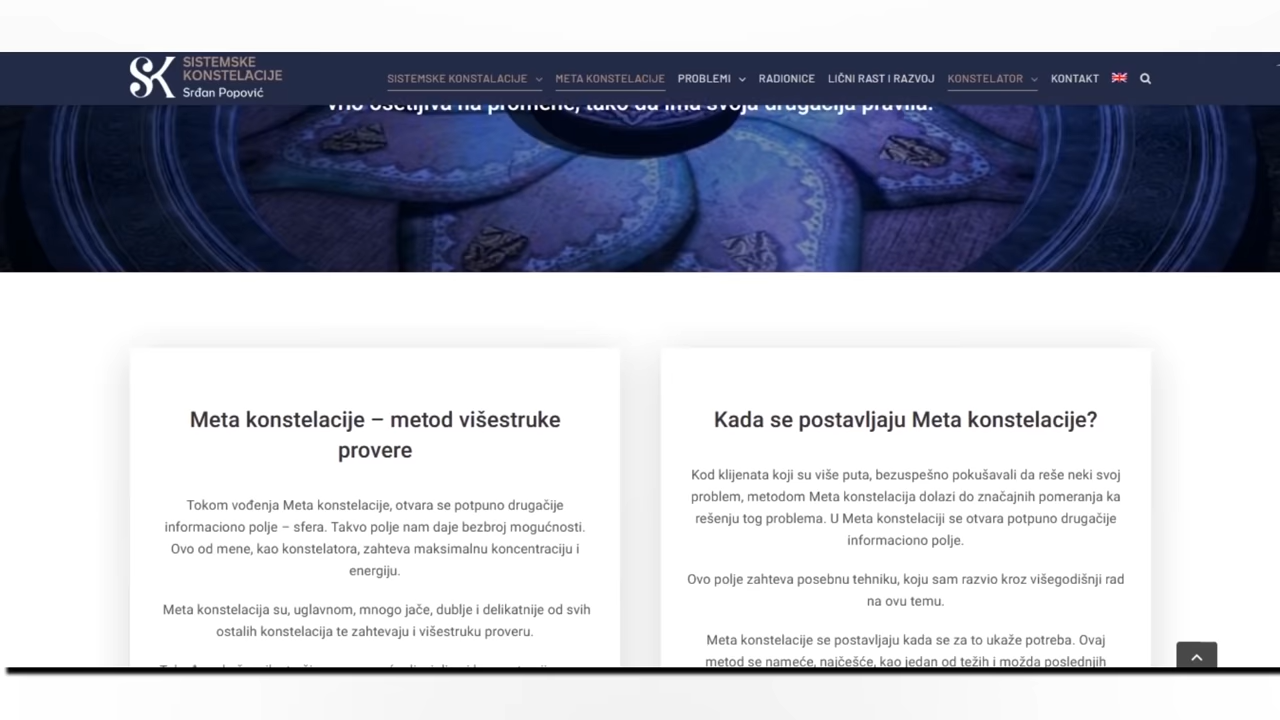 SISTEMSKE
KONSTELACIJE
Srđan Popović
SISTEMSKE KONSTALACIJE META KONSTELACIJE PROBLEMI RADIONICE LIČNI RAST I RAZVOJ KONSTELATOR KONTAKT
osetljiva na promene, tako da ima svoja drugačija pravila.
Meta konstelacije – metod višestruke
provere
Tokom vođenja Meta konstelacije, otvara se potpuno drugačije
informaciono polje – sfera. Takvo polje nam daje bezbroj mogućnosti.
Ovo od mene, kao konstelatora, zahteva maksimalnu koncentraciju i
energiju.
Meta konstelacija su, uglavnom, mnogo jače, dublje i delikatnije od svih
ostalih konstelacija te zahtevaju i višestruku proveru.
Kada se postavljaju Meta konstelacije?
Kod klijenata koji su više puta, bezuspešno pokušavali da reše neki svoj
problem, metodom Meta konstelacija dolazi do značajnih pomeranja ka
rešenju tog problema. U Meta konstelaciji se otvara potpuno drugačije
informaciono polje.
Ovo polje zahteva posebnu tehniku, koju sam razvio kroz višegodišnji rad
na ovu temu.
Meta konstelacije se postavljaju kada se za to ukaže potreba. Ovaj
metod se nameće, najčešće, kao jedan od težih i možda poslednjih